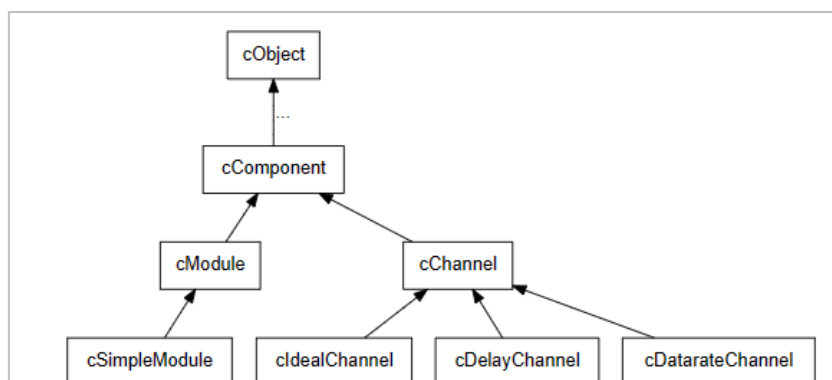 cObject
...
cComponent
cModule
cChannel
cSimpleModule
cIdealChannel
cDelayChannel
cDatarateChannel